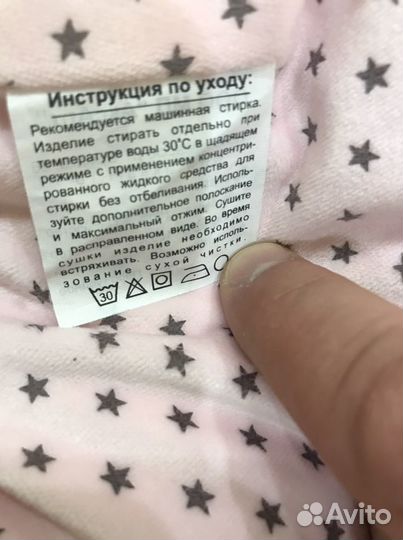 Инструкция по уходу:
Рекомендуется машинная стирка.
Изделие стирать отдельно при
температуре воды 30°С в щадящем
режиме с применением концентри-
рованного жидкого средства для
стирки без отбеливания. Исполь-
зуйте дополнительное полоскание
и максимальный отжим. Сушите
в расправленном виде. Во время
сушки изделие необходимо
встряхивать. Возможно исполь-
зование сухой чистки.
30
Avito